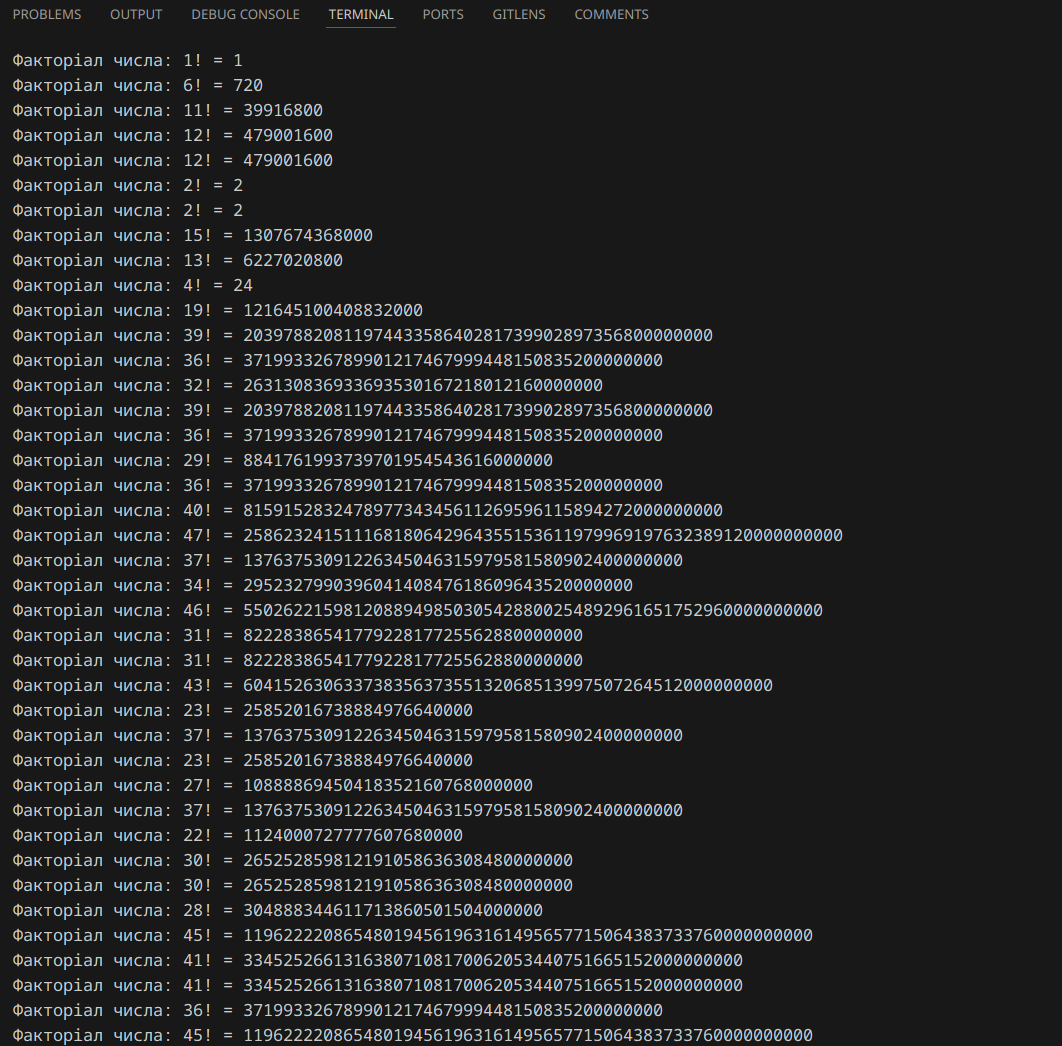 PROBLEMS OUTPUT DEBUG CONSOLE TERMINAL PORTS GITLENS COMMENTS
Факторіал числа: 1! = 1
Факторіал числа: 6! = 720
Факторіал числа: 11! = 39916800
Факторіал числа: 12! = 479001600
Факторіал числа: 12! = 479001600
Факторіал числа: 2! = 2
Факторіал числа: 2! = 2
Факторіал числа: 15! = 1307674368000
Факторіал числа: 13! = 6227020800
Факторіал числа: 4! = 24
Факторіал числа: 19! = 121645100408832000
Факторіал числа: 39! = 20397882081197443358640281739902897356800000000
Факторіал числа: 36! = 371993326789901217467999448150835200000000
Факторіал числа: 32! = 263130836933693530167218012160000000
Факторіал числа: 39! = 20397882081197443358640281739902897356800000000
Факторіал числа: 36! = 371993326789901217467999448150835200000000
Факторіал числа: 29! = 8841761993739701954543616000000
Факторіал числа: 36! = 371993326789901217467999448150835200000000
Факторіал числа: 40! = 815915283247897734345611269596115894272000000000
Факторіал числа: 47! = 258623241511168180642964355153611979969197632389120000000000
Факторіал числа: 37! = 13763753091226345046315979581580902400000000
Факторіал числа: 34! = 295232799039604140847618609643520000000
Факторіал числа: 46! = 5502622159812088949850305428800254892961651752960000000000
Факторіал числа: 31! = 8222838654177922817725562880000000
Факторіал числа: 31! = 8222838654177922817725562880000000
Факторіал числа: 43! = 60415263063373835637355132068513997507264512000000000
Факторіал числа: 23! = 25852016738884976640000
Факторіал числа: 37! = 13763753091226345046315979581580902400000000
Факторіал числа: 23! = 25852016738884976640000
Факторіал числа: 27! = 10888869450418352160768000000
Факторіал числа: 37! = 13763753091226345046315979581580902400000000
Факторіал числа: 22! = 1124000727777607680000
Факторіал числа: 30! = 265252859812191058636308480000000
Факторіал числа: 30! = 265252859812191058636308480000000
Факторіал числа: 28! = 304888344611713860501504000000
Факторіал числа: 45! = 119622220865480194561963161495657715064383733760000000000
Факторіал числа: 41! = 33452526613163807108170062053440751665152000000000
Факторіал числа: 41! = 33452526613163807108170062053440751665152000000000
Факторіал числа: 36! = 371993326789901217467999448150835200000000
Факторіал числа: 45! = 119622220865480194561963161495657715064383733760000000000